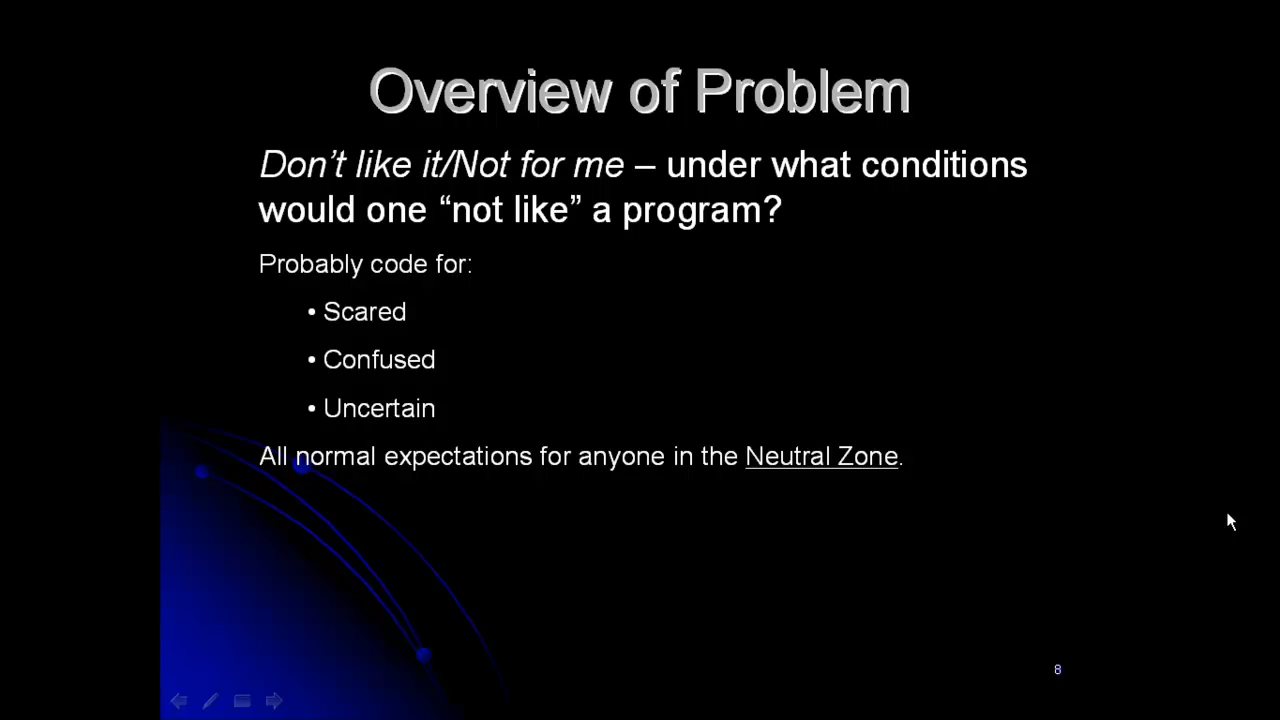 Overview of Problem
Don't like it/Not for me – under what conditions
would one “not like” a program?
Probably code for:
• Scared
• Confused
• Uncertain
All normal expectations for anyone in the Neutral Zone.
8